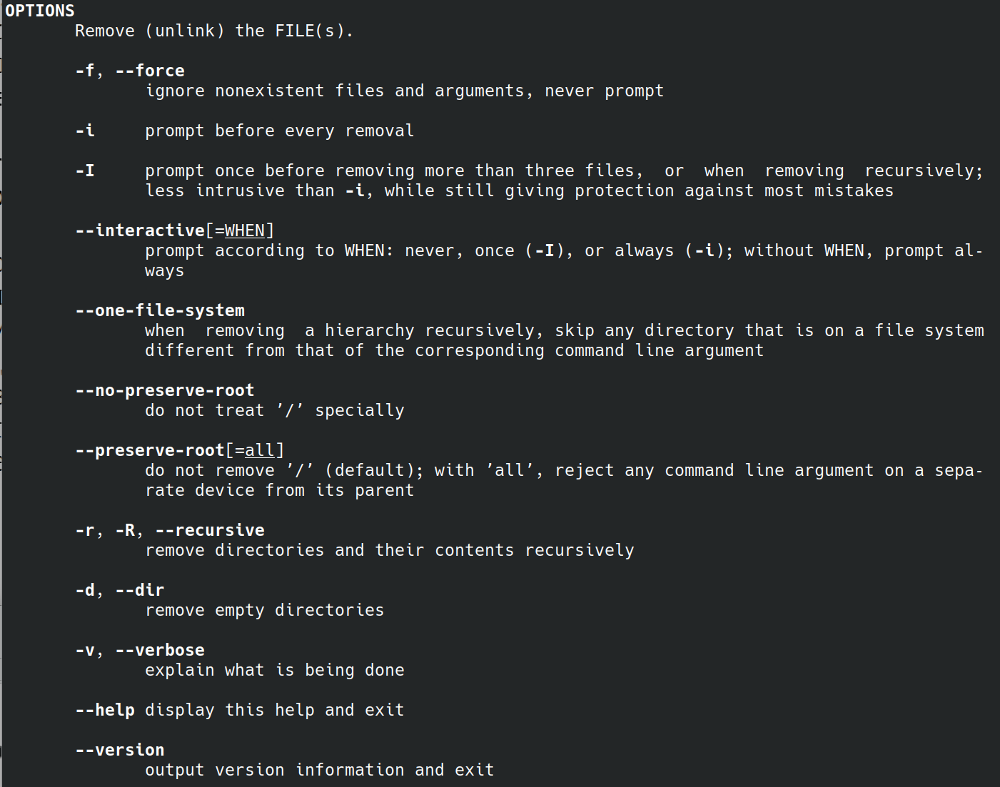 OPTIONS
Remove (unlink) the FILE(s).
-f, --force
ignore nonexistent files and arguments, never prompt
-i     prompt before every removal
-I     prompt once before removing more than three files,  or  when  removing  recursively;
less intrusive than -i, while still giving protection against most mistakes
--interactive[=WHEN]
prompt according to WHEN: never, once (-I), or always (-i); without WHEN, prompt al-
ways
--one-file-system
when  removing  a hierarchy recursively, skip any directory that is on a file system
different from that of the corresponding command line argument
--no-preserve-root
do not treat ’/’ specially
--preserve-root[=all]
do not remove ’/’ (default); with ’all’, reject any command line argument on a sepa-
rate device from its parent
-r, -R, --recursive
remove directories and their contents recursively
-d, --dir
remove empty directories
-v, --verbose
explain what is being done
--help display this help and exit
--version
output version information and exit